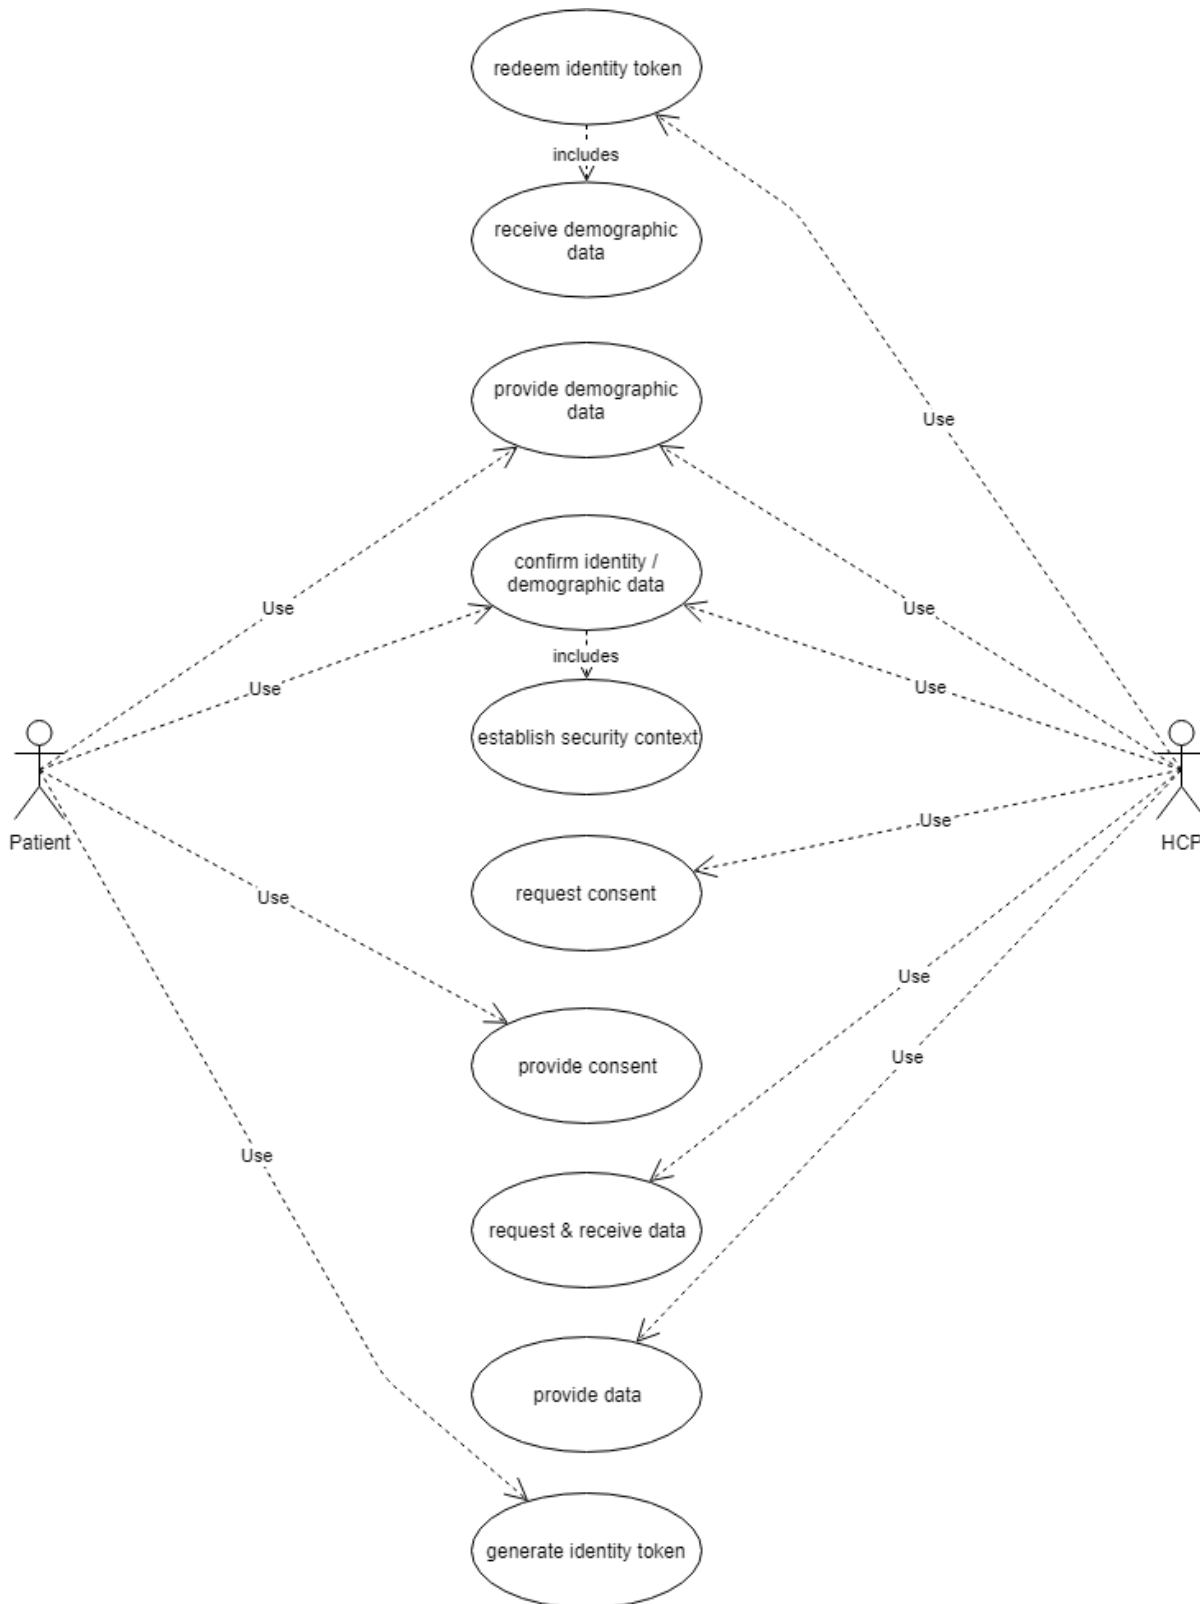 redeem identity token
includes
receive demographic
data
provide demographic
data
Use
confirm identity /
demographic data
Use
Use
includes
Use
Use
establish security context
Patient
HCP
Use
request consent
Use
Use
provide consent
Use
Use
request & receive data
provide data
generate identity token